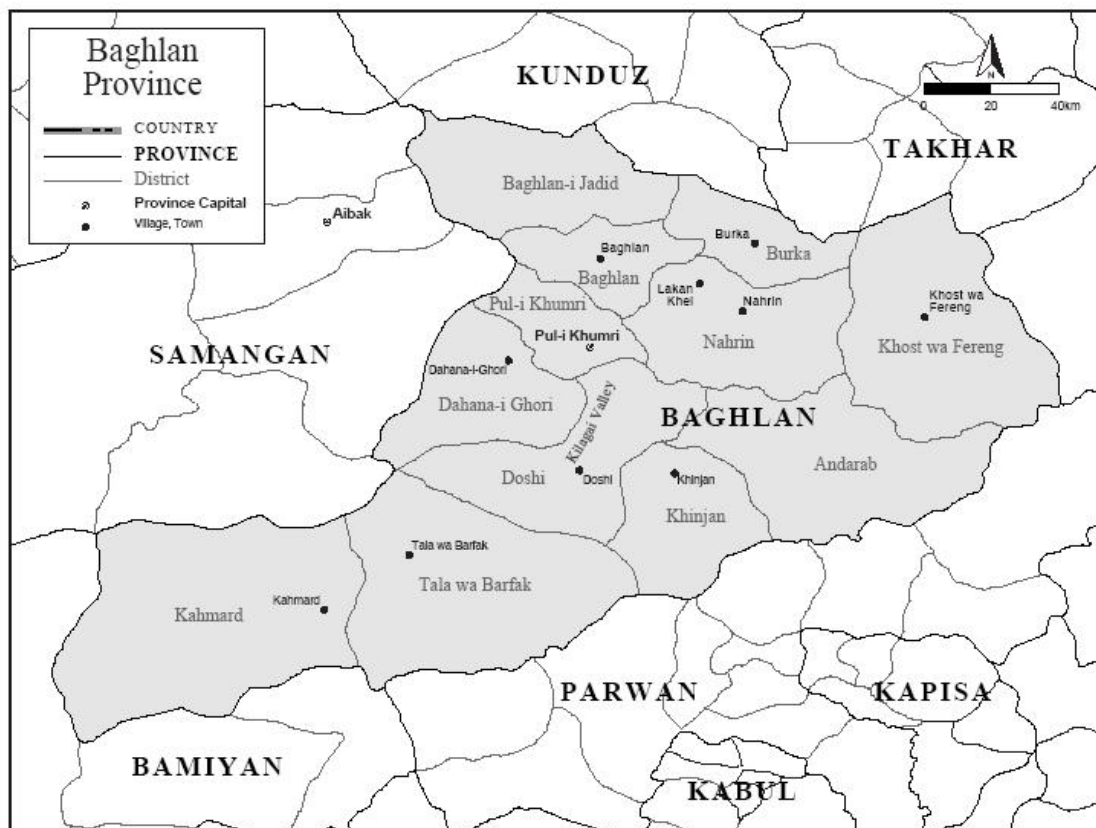 Baghlan
Province
COUNTRY
PROVINCE
District
Province Capital
Village, Town
KUNDUZ
N
0 20 40km
TAKHAR
Baghlan-i Jadid
Aibak
Burka
Burka
Baghlan
Baghlan
Lakan
Khel
Nahrin
Nahrin
Khost wa
Fereng
Khost wa Fereng
Pul-i Khumri
Pul-i Khumri
SAMANGAN
Dahana-i-Ghori
Dahana-i Ghori
Kilagai Valley
BAGHLAN
Andarab
Doshi
Doshi
Khinjan
Khinjan
Tala wa Barfak
Tala wa Barfak
Kahmard
Kahmard
PARWAN
KAPISA
BAMIYAN
KABUL